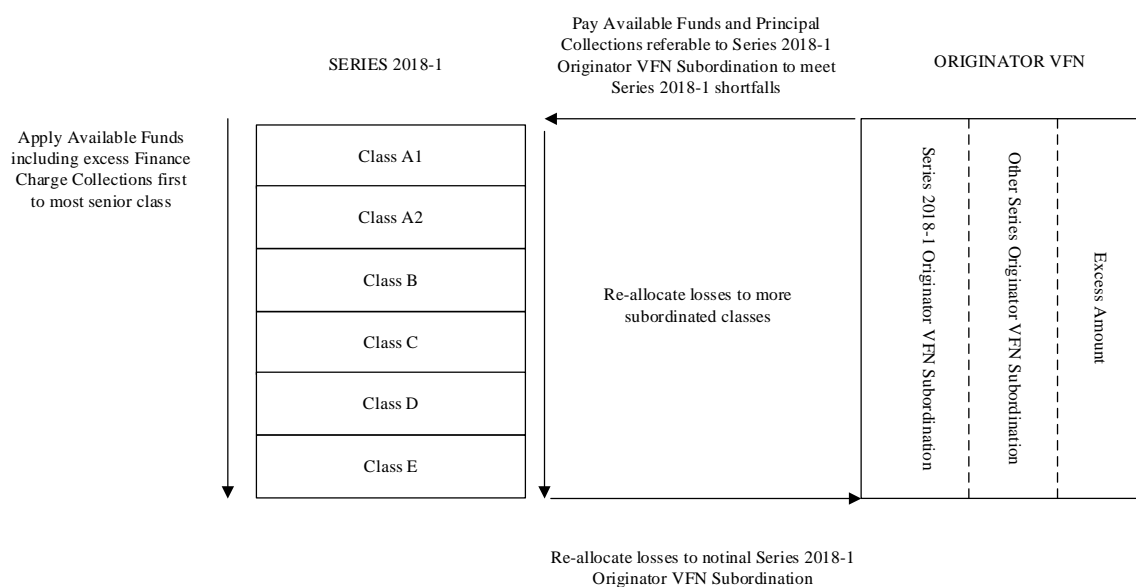 Pay Available Funds and Principal
Collections referable to Series 2018-1
Originator VFN Subordination to meet
Series 2018-1 shortfalls
SERIES 2018-1
ORIGINATOR VFN
Apply Available Funds
including excess Finance
Charge Collections first
to most senior class
Class A1
Class A2
Class B
Class C
Class D
Class E
Re-allocate losses to more
subordinated classes
Series 2018-1 Originator VFN Subordination
Other Series Originator VFN Subordination
Excess Amount
Re-allocate losses to notinal Series 2018-1
Originator VFN Subordination